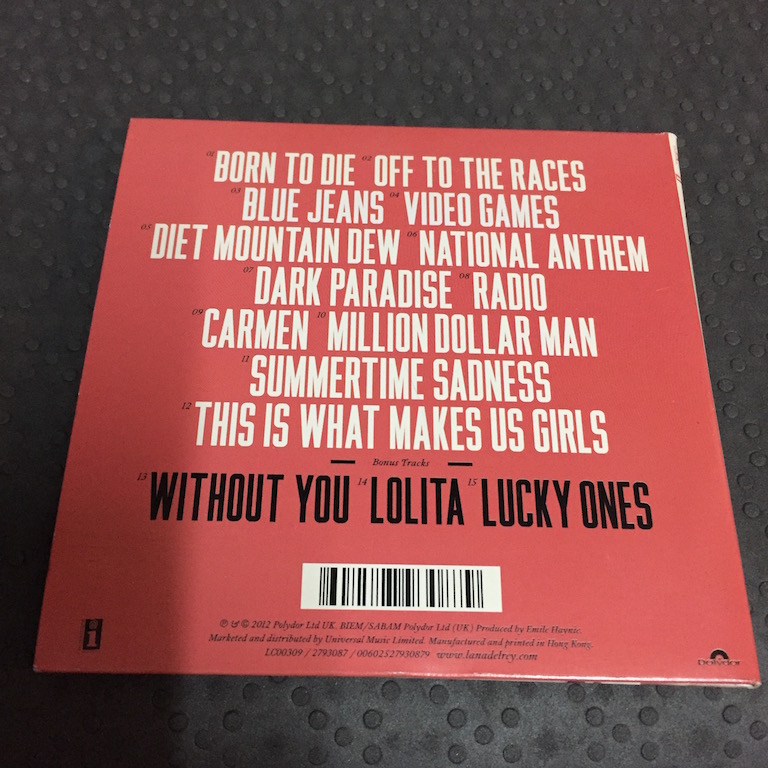 01 BORN TO DIE 02 OFF TO THE RACES
03 BLUE JEANS 04 VIDEO GAMES
05 DIET MOUNTAIN DEW 06 NATIONAL ANTHEM
07 DARK PARADISE 08 RADIO
09 CARMEN 10 MILLION DOLLAR MAN
11 SUMMERTIME SADNESS
12 THIS IS WHAT MAKES US GIRLS
Bonus Tracks
13 WITHOUT YOU 14 LOLITA 15 LUCKY ONES
℗ & © 2012 Polydor Ltd UK. BIEM/SABAM Polydor Ltd (UK) Produced by Emile Haynie.
Marketed and distributed by Universal Music Limited. Manufactured and printed in Hong Kong.
LC00309 / 2793087 / 00602527930879 www.lanadelrey.com
i
polydor